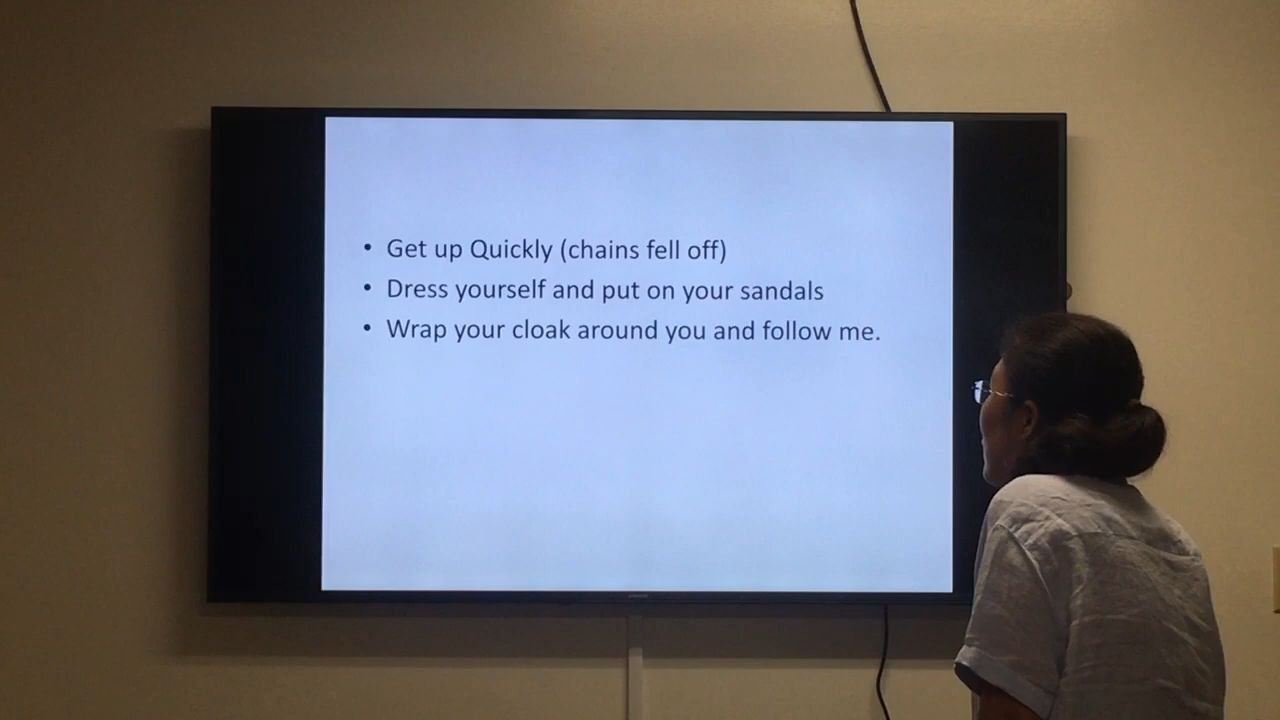 • Get up Quickly (chains fell off)
• Dress yourself and put on your sandals
• Wrap your cloak around you and follow me.